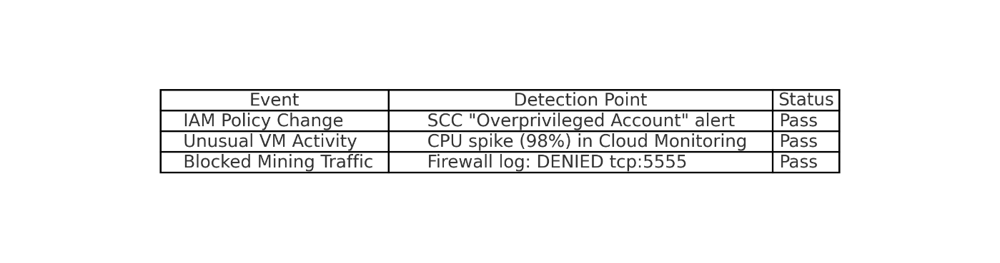 Event Detection Point Status
IAM Policy Change SCC "Overprivileged Account" alert Pass
Unusual VM Activity CPU spike (98%) in Cloud Monitoring Pass
Blocked Mining Traffic Firewall log: DENIED tcp:5555 Pass